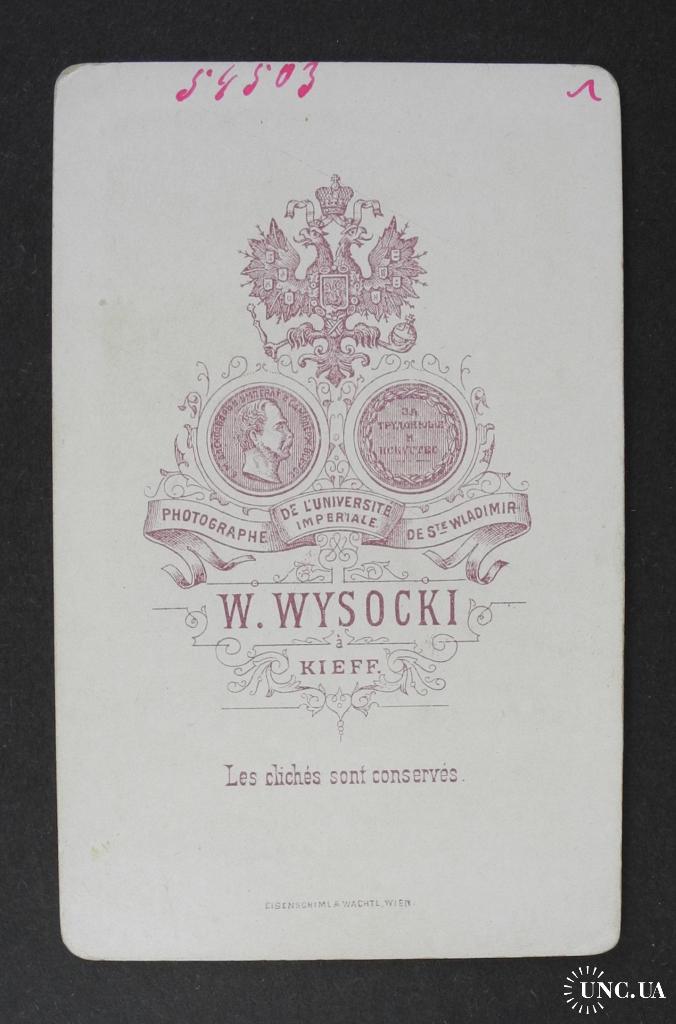 54503 1
ЗА
ТРУДОЛЮБІЕ
И
ИСКУСТВО
PHOTOGRAPHE
DE L'UNIVERSITÉ
IMPÉRIALE
DE STE WLADIMIR
W. WYSOCKI
à
KIEFF.
Les clichés sont conservés.
EISENSCHIML & WACHTL, WIEN.
UNC.UA